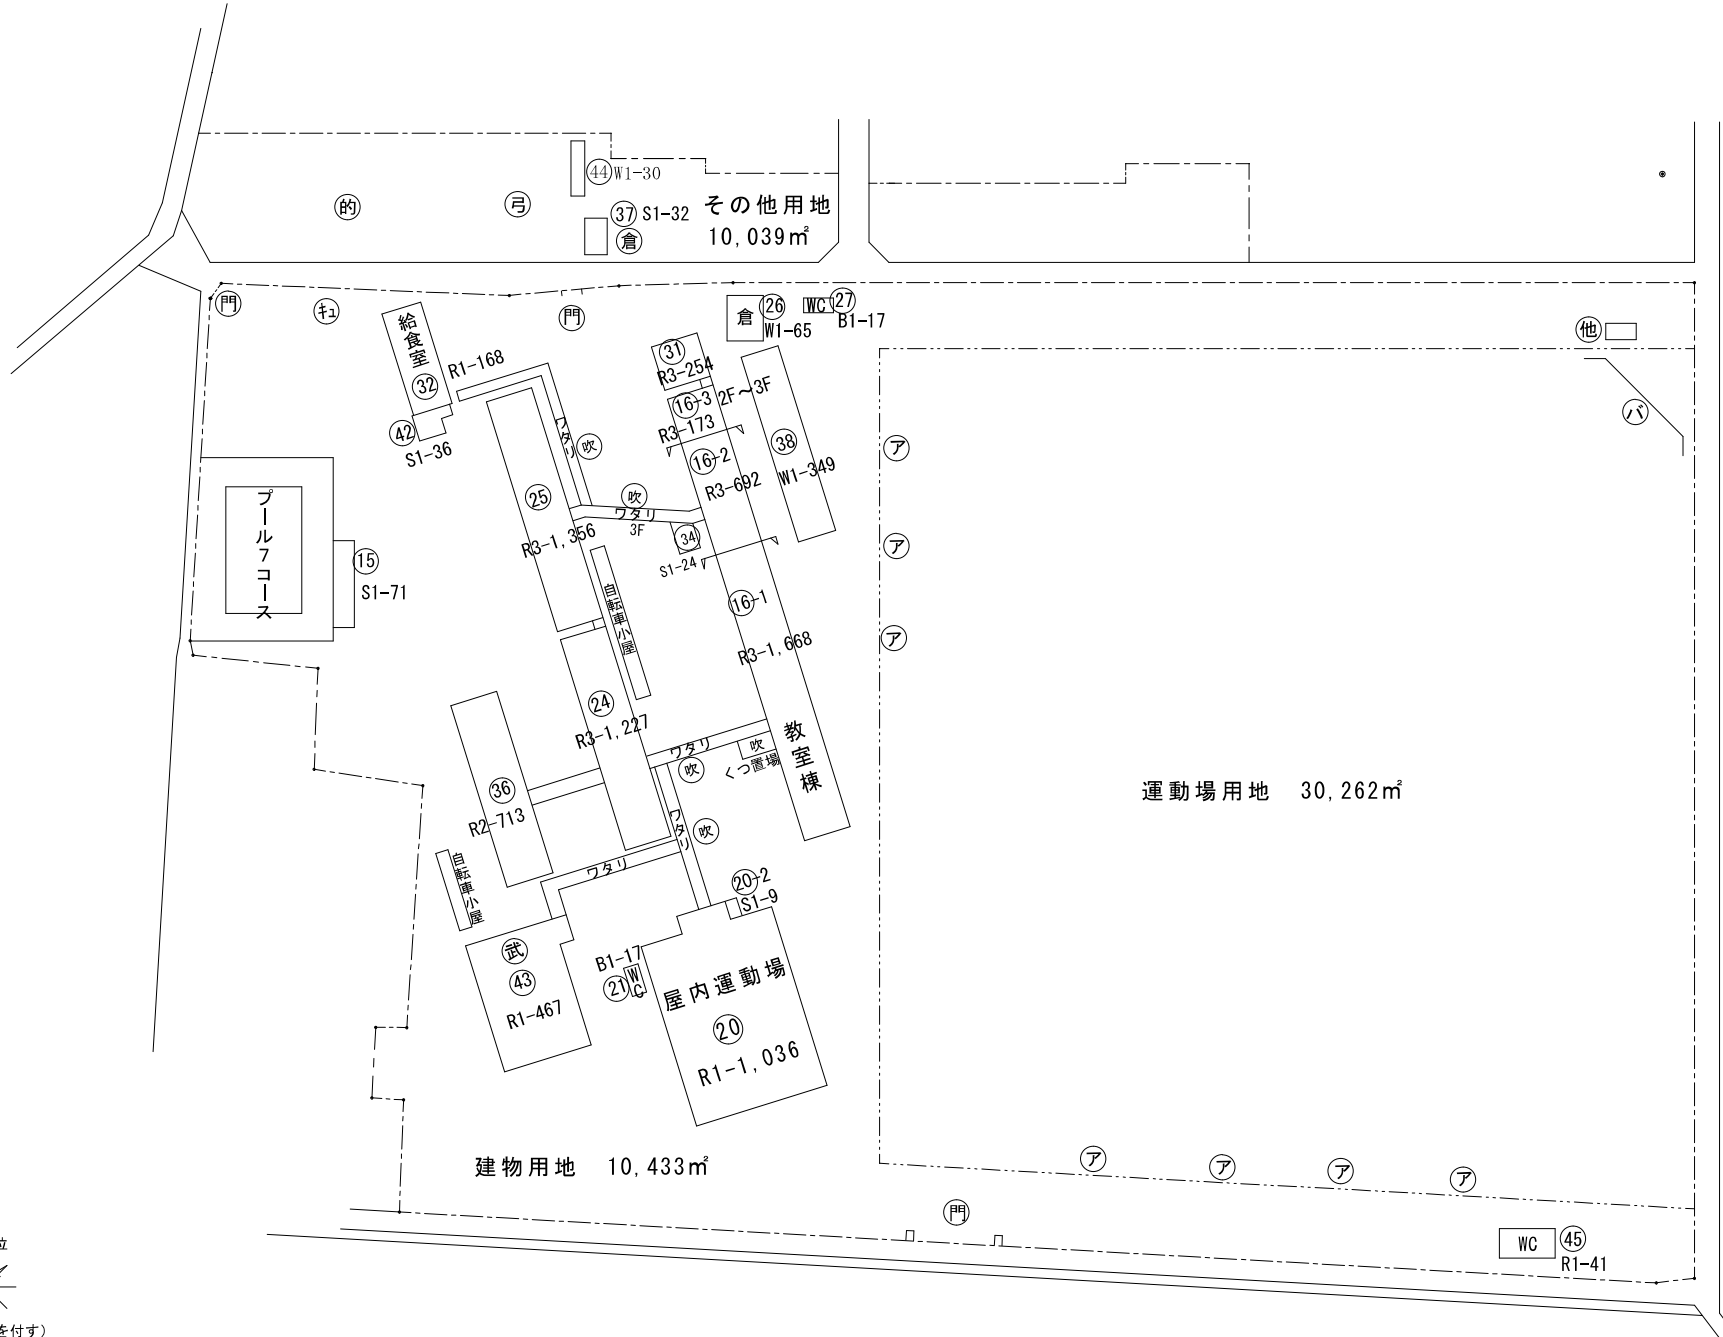 ㊹ W1-30
的
弓
㊲ S1-32
倉
その他用地
10,039㎡
門
ｷｭ
門
倉
㉖
W1-65
WC
㉗
B1-17
他
バ
給食室
㉜
R1-168
㊷
S1-36
㉛
R3-254
⑯-3 2F～3F
R3-173
⑯-2
R3-692
㊳
W1-349
ワタリ
吹
吹
ワタリ
3F
㉞
S1-24
㉕
R3-1,356
プール7コース
⑮
S1-71
自転車小屋
⑯-1
R3-1,668
教室棟
㉔
R3-1,227
ワタリ
吹
吹
くつ置場
㊱
R2-713
ワタリ
吹
ワタリ
自転車小屋
⑳-2
S1-9
武
㊸
R1-467
B1-17
㉑
WC
屋内運動場
⑳
R1-1,036
ア
ア
ア
運動場用地 30,262㎡
建物用地 10,433㎡
ア
ア
ア
ア
門
WC
㊺
R1-41
位
を付す）